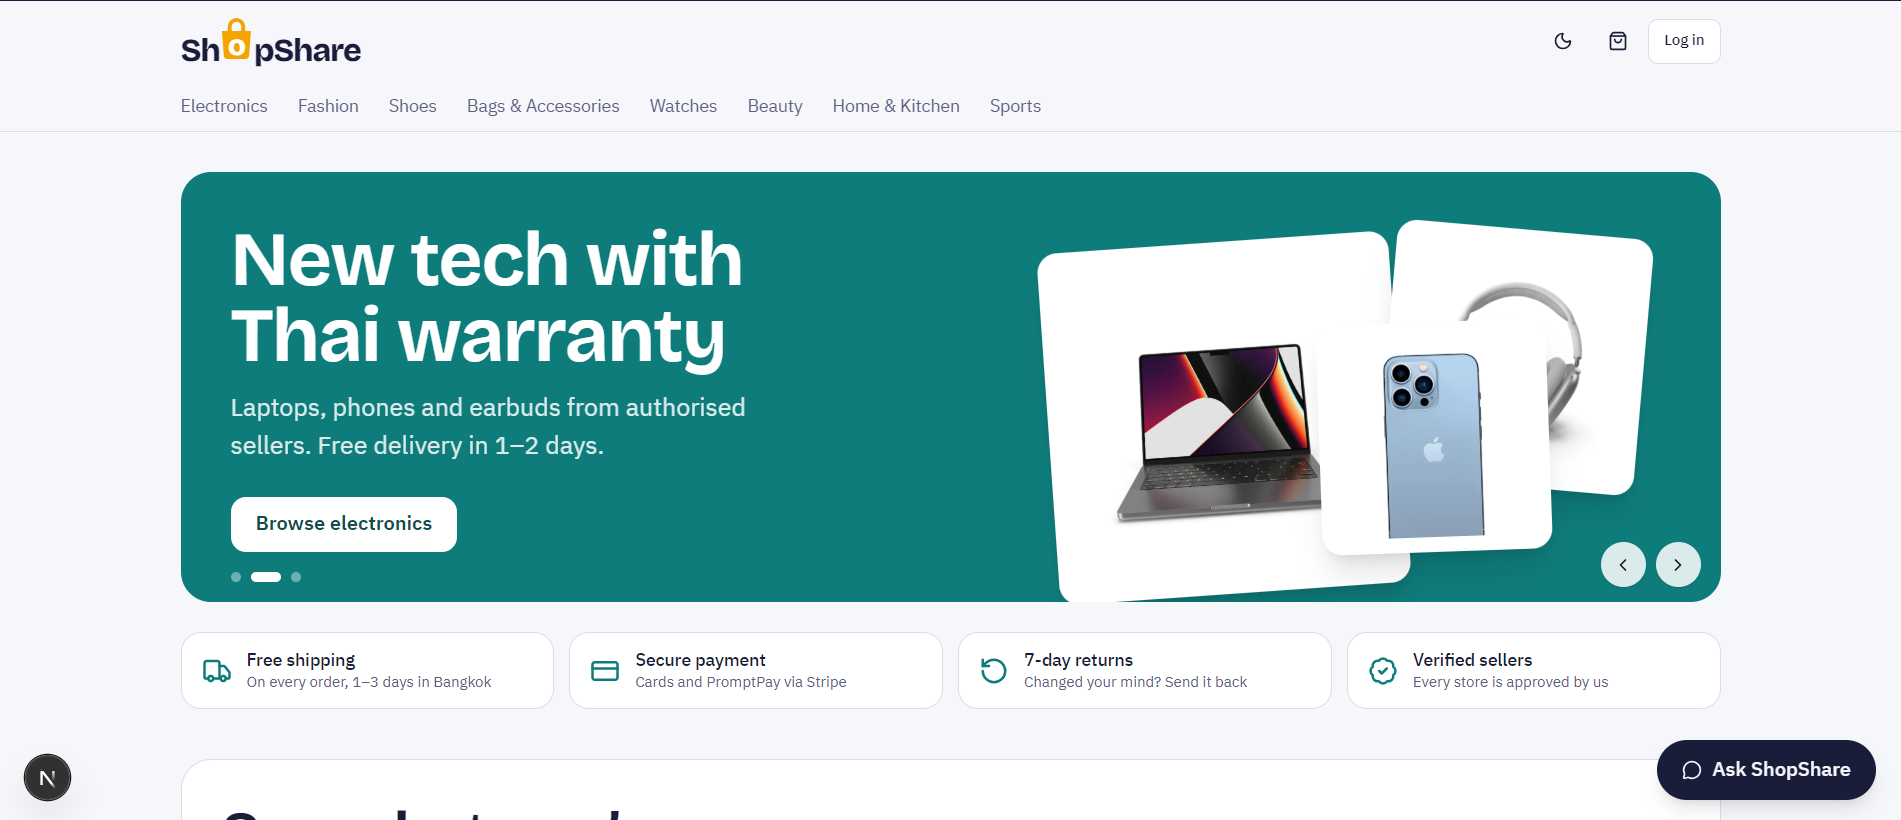 ShopShare
Log in
Electronics
Fashion
Shoes
Bags & Accessories
Watches
Beauty
Home & Kitchen
Sports
New tech with
Thai warranty
Laptops, phones and earbuds from authorised
sellers. Free delivery in 1–2 days.
Browse electronics
Free shipping
On every order, 1–3 days in Bangkok
Secure payment
Cards and PromptPay via Stripe
7-day returns
Changed your mind? Send it back
Verified sellers
Every store is approved by us
N
Ask ShopShare